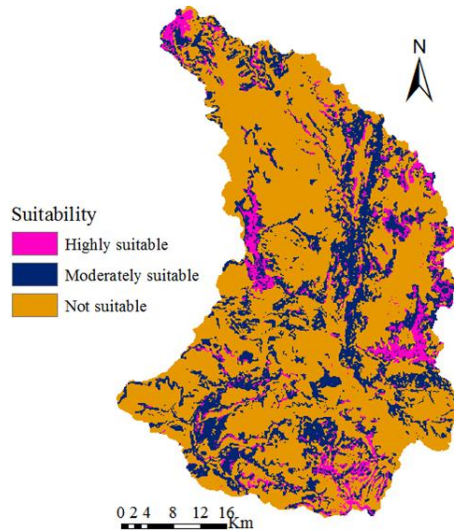 N
Suitability
Highly suitable
Moderately suitable
Not suitable
0 2 4 8 12 16
Km